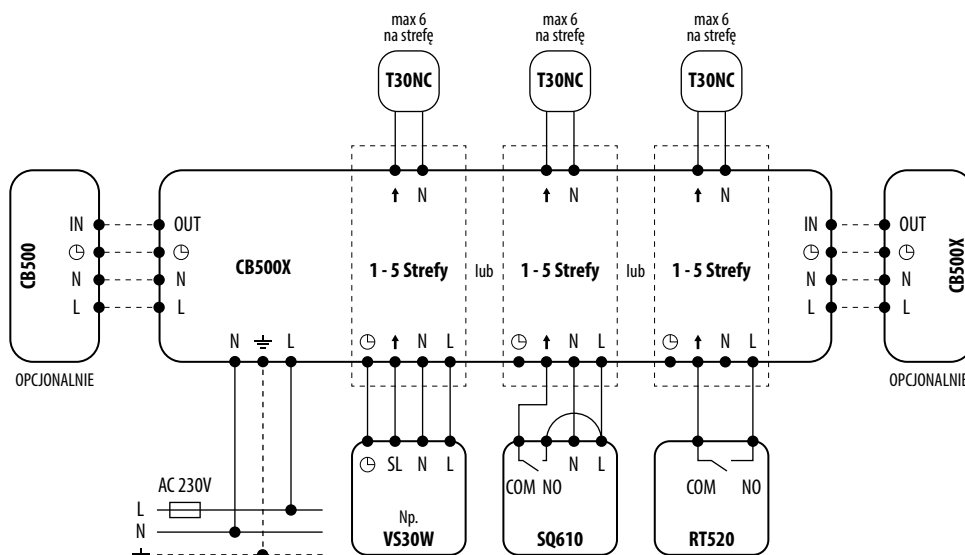 max 6
na strefę
max 6
na strefę
max 6
na strefę
T30NC
T30NC
T30NC
N
N
N
CB500
IN
N
L
OUT
N
L
CB500X
1 - 5 Strefy
lub
1 - 5 Strefy
lub
1 - 5 Strefy
IN
N
L
OUT
N
L
CB500X
N
L
N
L
N
L
N
L
OPCJONALNIE
OPCJONALNIE
SL
N
L
Np.
VS30W
COM
NO
N
L
SQ610
COM
NO
RT520
AC 230V
L
N